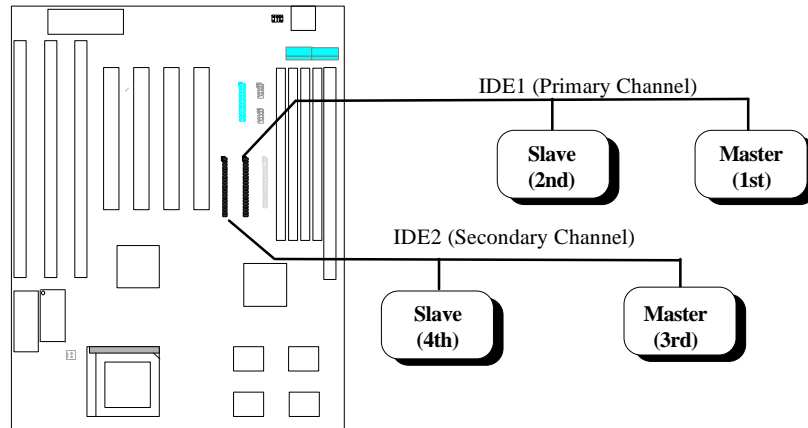 IDE1 (Primary Channel)
Slave
(2nd)
Master
(1st)
IDE2 (Secondary Channel)
Slave
(4th)
Master
(3rd)